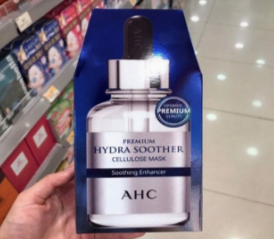 PREMIUM
HYDRA SOOTHER
CELLULOSE MASK
Soothing Enhancer
AHC
PREMIUM